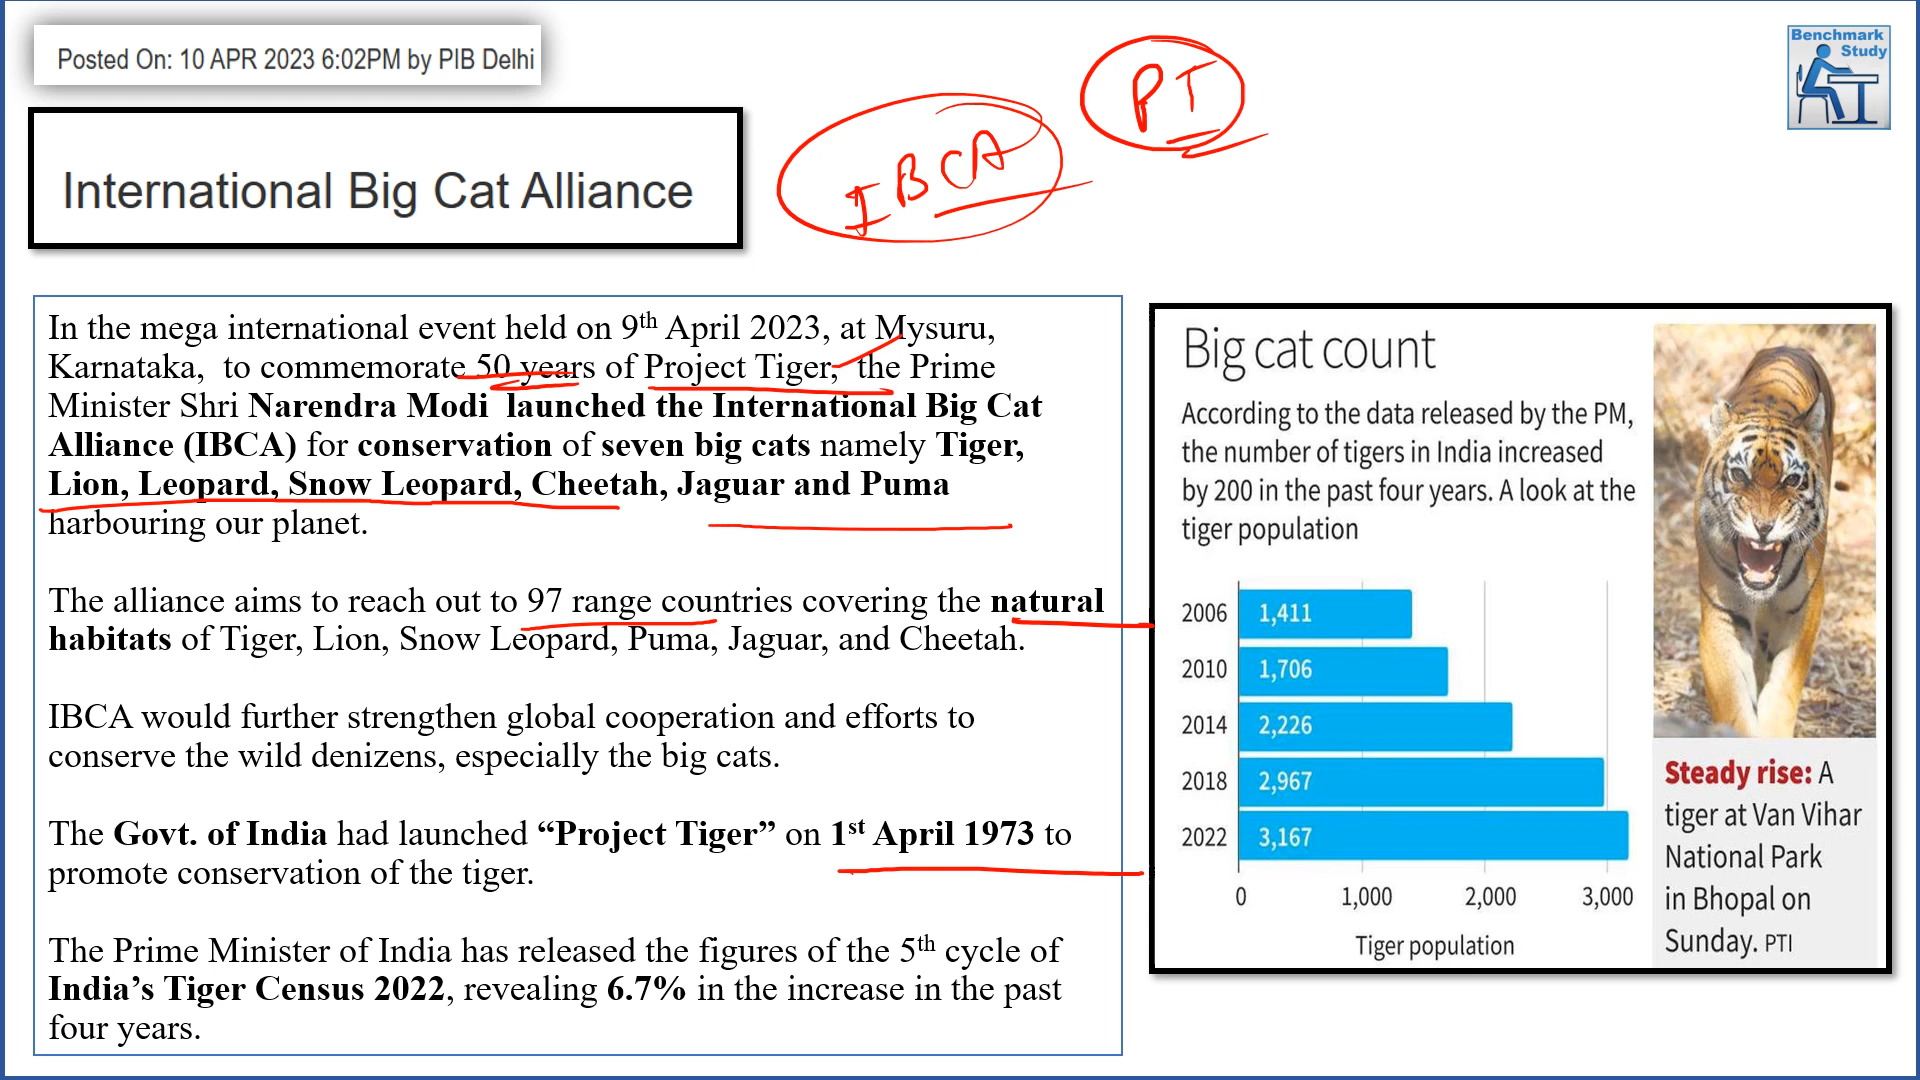 Posted On: 10 APR 2023 6:02PM by PIB Delhi
Benchmark
Study
IBCA
PT
International Big Cat Alliance
In the mega international event held on 9th April 2023, at Mysuru,
Karnataka, to commemorate 50 years of Project Tiger, the Prime
Minister Shri Narendra Modi launched the International Big Cat
Alliance (IBCA) for conservation of seven big cats namely Tiger,
Lion, Leopard, Snow Leopard, Cheetah, Jaguar and Puma
harbouring our planet.
The alliance aims to reach out to 97 range countries covering the natural
habitats of Tiger, Lion, Snow Leopard, Puma, Jaguar, and Cheetah.
IBCA would further strengthen global cooperation and efforts to
conserve the wild denizens, especially the big cats.
The Govt. of India had launched “Project Tiger” on 1st April 1973 to
promote conservation of the tiger.
The Prime Minister of India has released the figures of the 5th cycle of
India’s Tiger Census 2022, revealing 6.7% in the increase in the past
four years.
Big cat count
According to the data released by the PM,
the number of tigers in India increased
by 200 in the past four years. A look at the
tiger population
2006 1,411
2010 1,706
2014 2,226
2018 2,967
2022 3,167
0 1,000 2,000 3,000
Tiger population
Steady rise: A
tiger at Van Vihar
National Park
in Bhopal on
Sunday. PTI